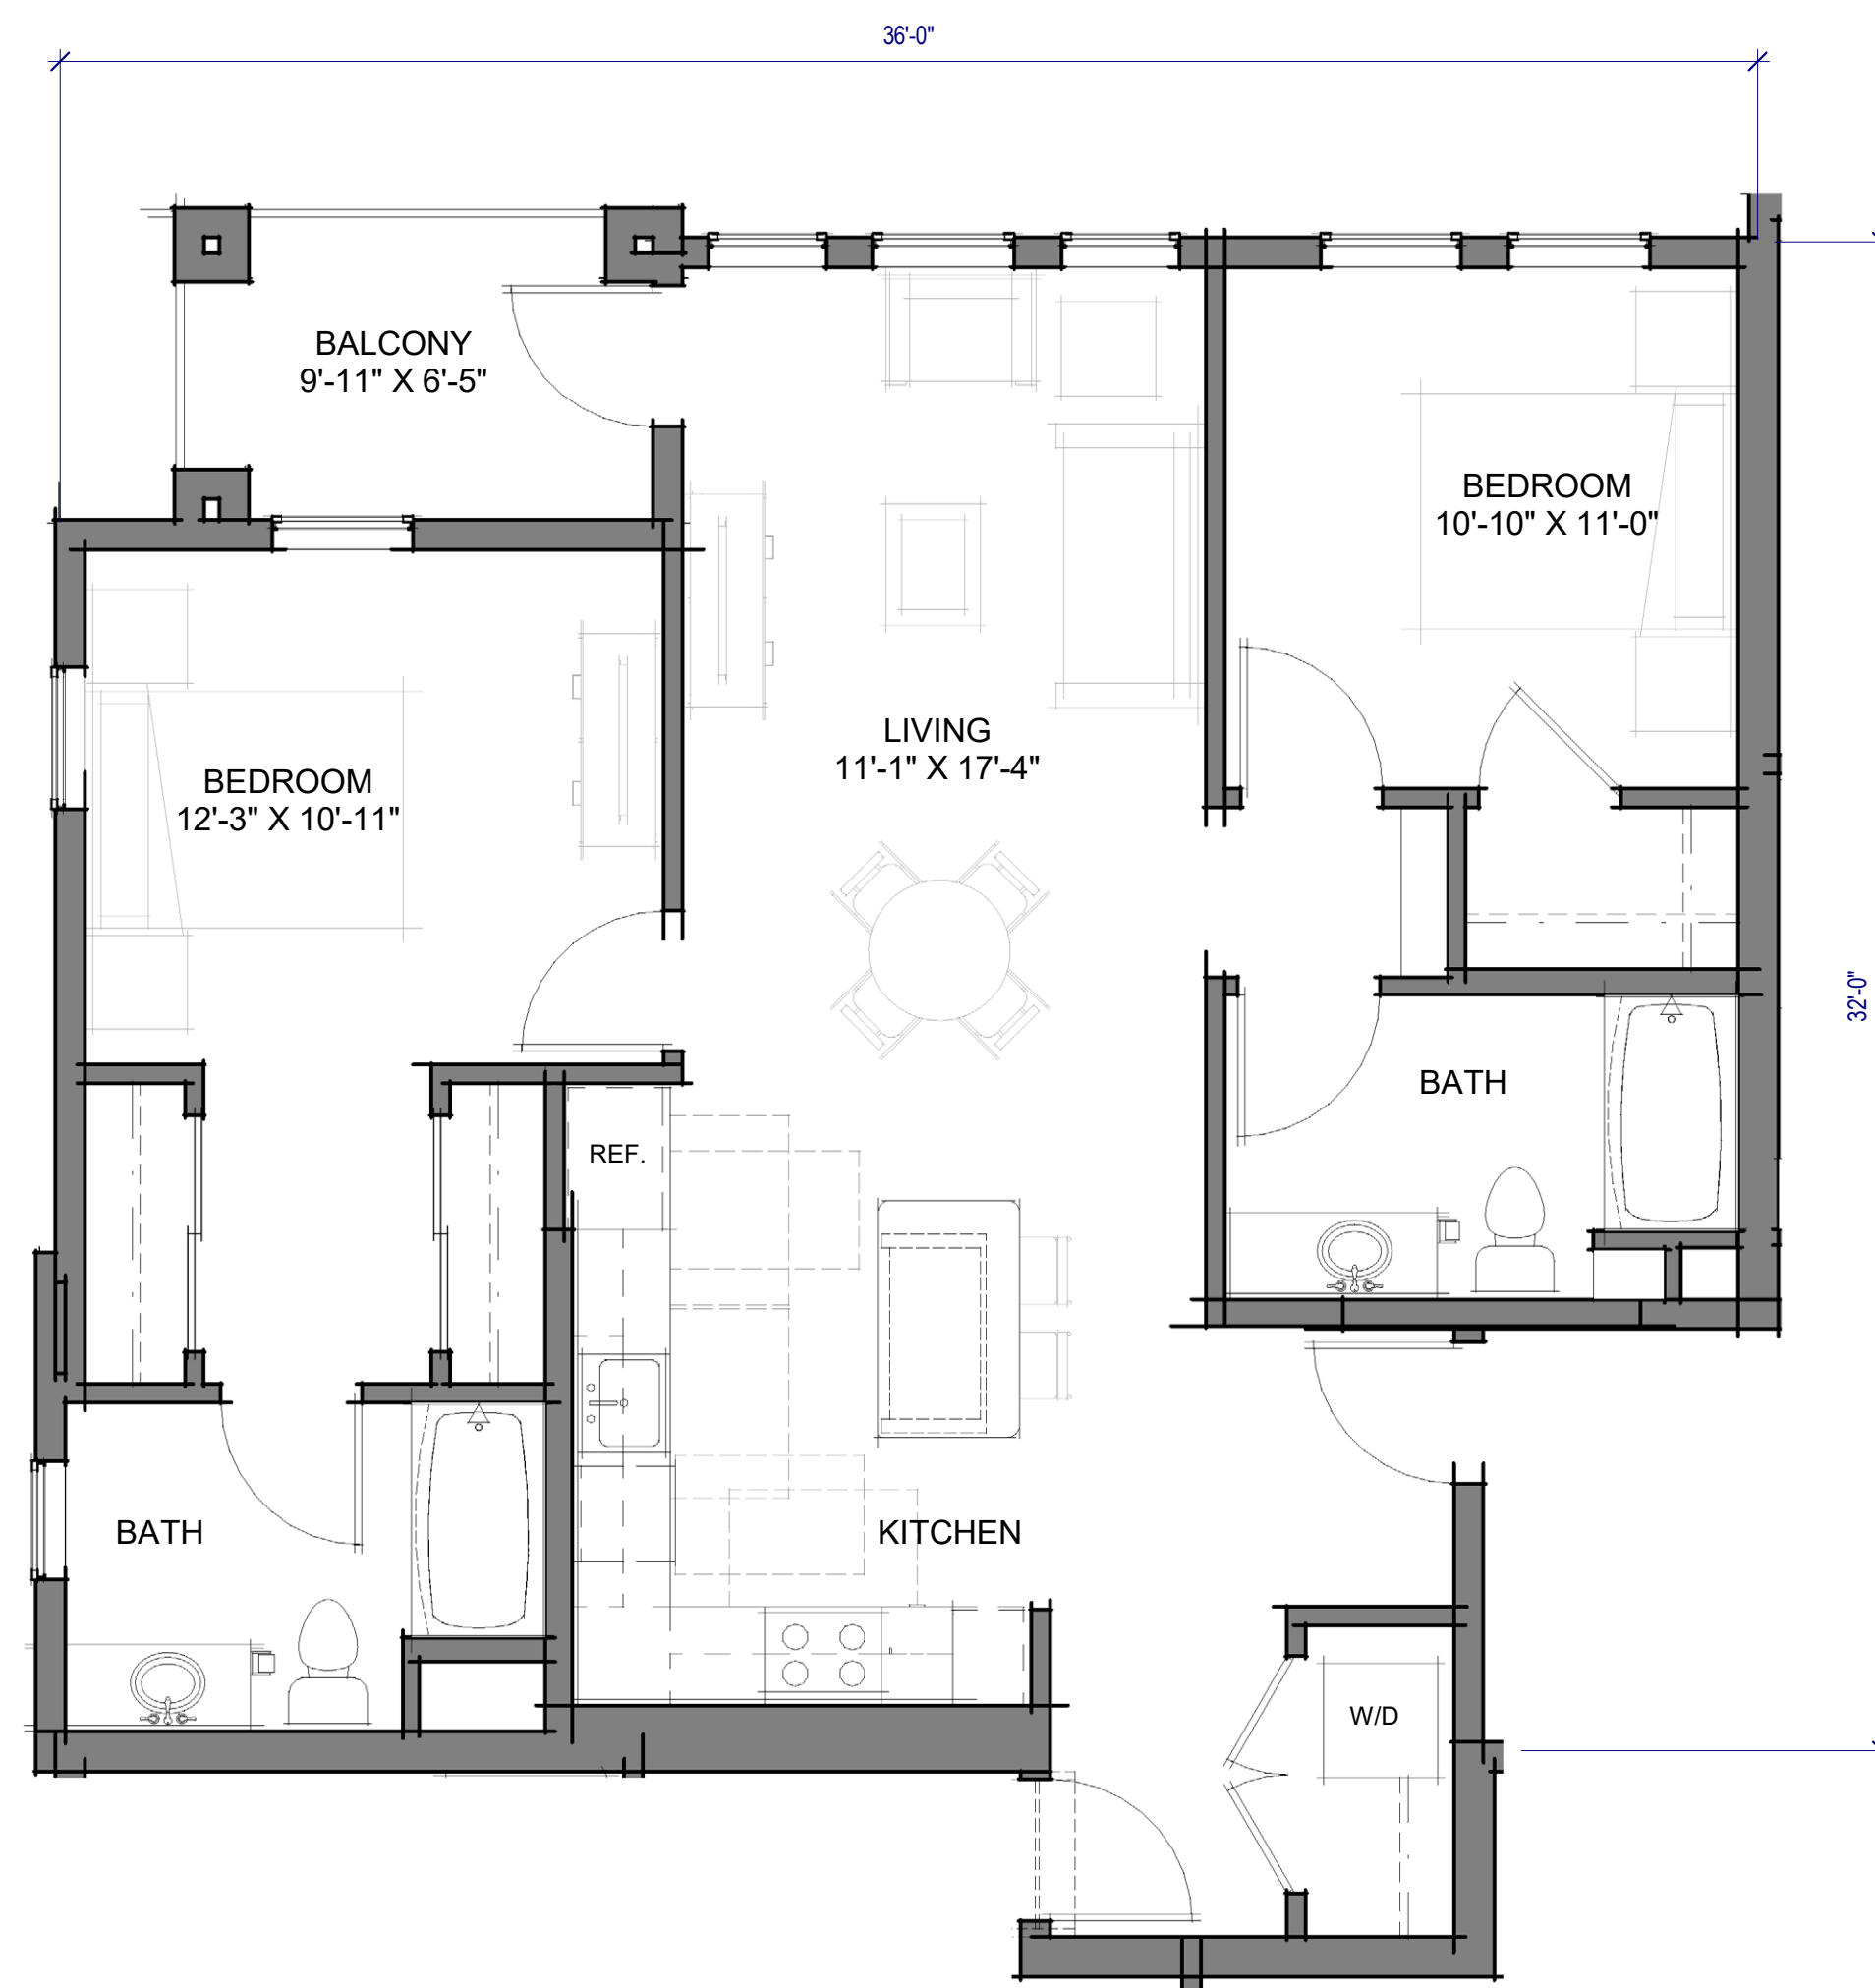 36'-0"
BALCONY
9'-11" X 6'-5"
BEDROOM
10'-10" X 11'-0"
LIVING
11'-1" X 17'-4"
BEDROOM
12'-3" X 10'-11"
32'-0"
BATH
REF.
BATH
KITCHEN
W/D